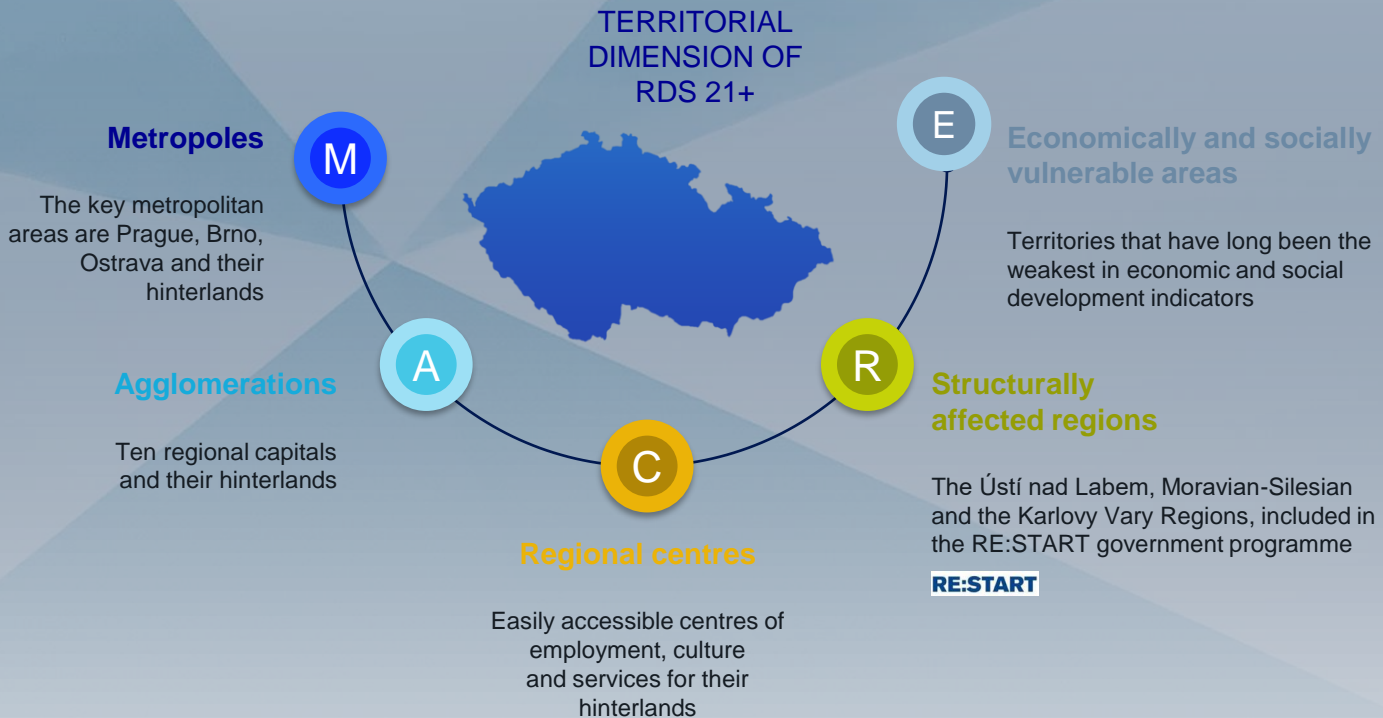 TERRITORIAL
DIMENSION OF
RDS 21+
M
Metropoles
The key metropolitan
areas are Prague, Brno,
Ostrava and their
hinterlands
A
Agglomerations
Ten regional capitals
and their hinterlands
C
Regional centres
Easily accessible centres of
employment, culture
and services for their
hinterlands
R
Structurally
affected regions
The Ústí nad Labem, Moravian-Silesian
and the Karlovy Vary Regions, included in
the RE:START government programme
RE:START
E
Economically and socially
vulnerable areas
Territories that have long been the
weakest in economic and social
development indicators